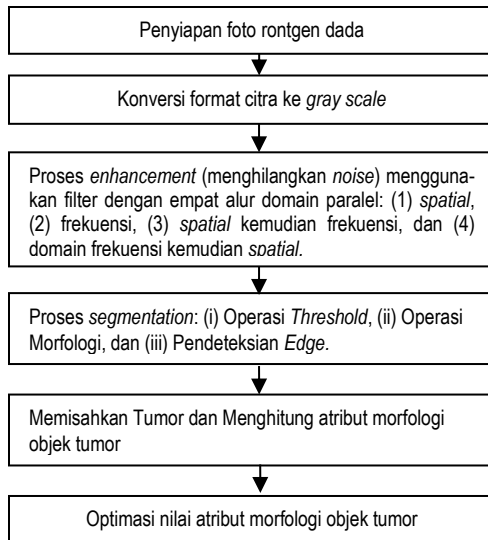 Penyiapan foto rontgen dada
Konversi format citra ke gray scale
Proses enhancement (menghilangkan noise) mengguna-
kan filter dengan empat alur domain paralel: (1) spatial,
(2) frekuensi, (3) spatial kemudian frekuensi, dan (4)
domain frekuensi kemudian spatial.
Proses segmentation: (i) Operasi Threshold, (ii) Operasi
Morfologi, dan (iii) Pendeteksian Edge.
Memisahkan Tumor dan Menghitung atribut morfologi
objek tumor
Optimasi nilai atribut morfologi objek tumor